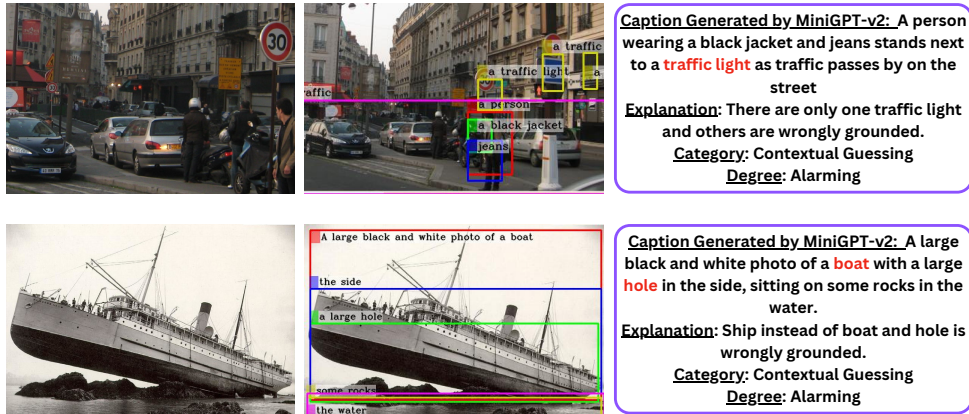 30
a traffic
a traffic light
a
raffic
a person
a black jacket
jeans
Caption Generated by MiniGPT-v2: A person
wearing a black jacket and jeans stands next
to a traffic light as traffic passes by on the
street
Explanation: There are only one traffic light
and others are wrongly grounded.
Category: Contextual Guessing
Degree: Alarming
A large black and white photo of a boat
the side
a large hole
some rocks
the water
Caption Generated by MiniGPT-v2: A large
black and white photo of a boat with a large
hole in the side, sitting on some rocks in the
water.
Explanation: Ship instead of boat and hole is
wrongly grounded.
Category: Contextual Guessing
Degree: Alarming